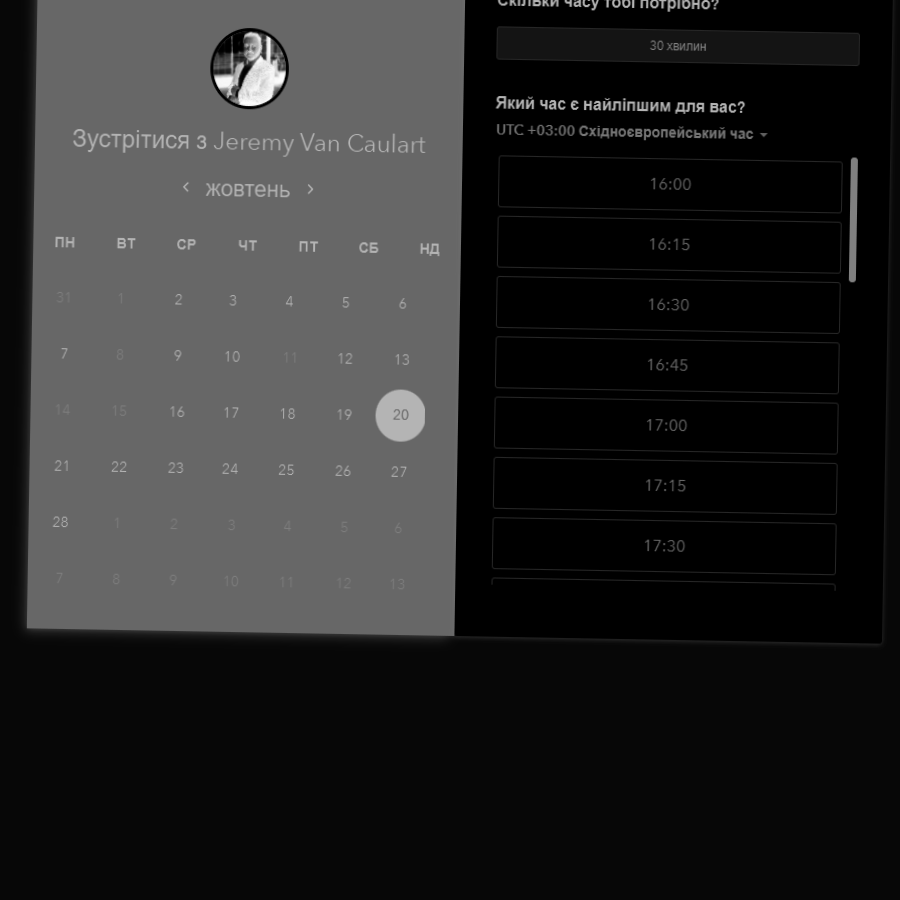 Зустрітися з Jeremy Van Caulart
жовтень
ПН ВТ СР ЧТ ПТ СБ НД
31 1 2 3 4 5 6
7 8 9 10 11 12 13
14 15 16 17 18 19 20
21 22 23 24 25 26 27
28 1 2 3 4 5 6
7 8 9 10 11 12 13
Скільки часу тобі потрібно?
30 хвилин
Який час є найліпшим для вас?
UTC +03:00 Східноєвропейський час
16:00
16:15
16:30
16:45
17:00
17:15
17:30